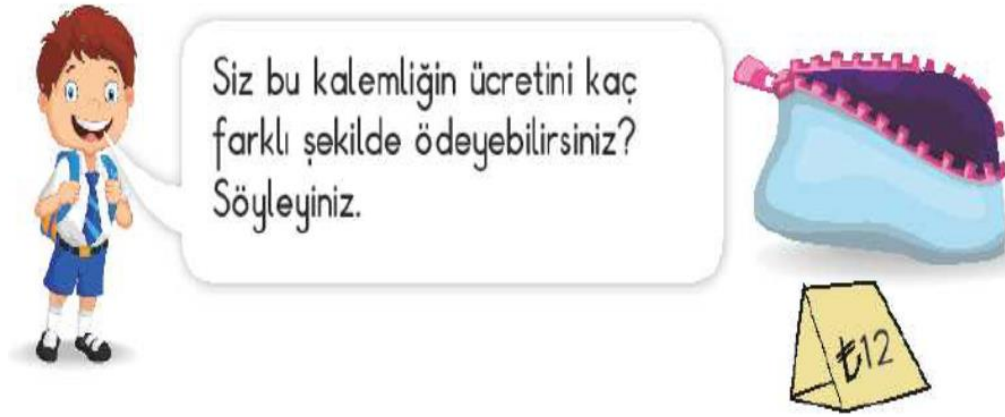 Siz bu kalemliğin ücretini kaç
farklı şekilde ödeyebilirsiniz?
Söyleyiniz.
₺12